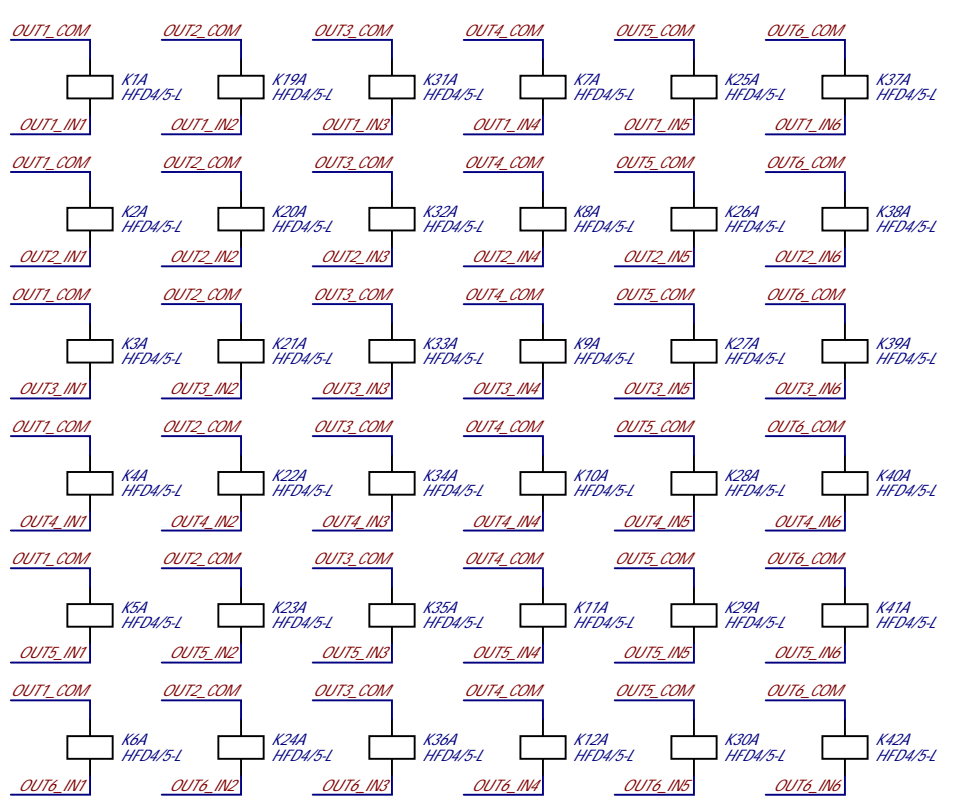 OUT1_COM OUT2_COM OUT3_COM OUT4_COM OUT5_COM OUT6_COM
K1A K19A K31A K7A K25A K37A
HFD4/5-L HFD4/5-L HFD4/5-L HFD4/5-L HFD4/5-L HFD4/5-L
OUT1_IN1 OUT1_IN2 OUT1_IN3 OUT1_IN4 OUT1_IN5 OUT1_IN6
OUT1_COM OUT2_COM OUT3_COM OUT4_COM OUT5_COM OUT6_COM
K2A K20A K32A K8A K26A K38A
HFD4/5-L HFD4/5-L HFD4/5-L HFD4/5-L HFD4/5-L HFD4/5-L
OUT2_IN1 OUT2_IN2 OUT2_IN3 OUT2_IN4 OUT2_IN5 OUT2_IN6
OUT1_COM OUT2_COM OUT3_COM OUT4_COM OUT5_COM OUT6_COM
K3A K21A K33A K9A K27A K39A
HFD4/5-L HFD4/5-L HFD4/5-L HFD4/5-L HFD4/5-L HFD4/5-L
OUT3_IN1 OUT3_IN2 OUT3_IN3 OUT3_IN4 OUT3_IN5 OUT3_IN6
OUT1_COM OUT2_COM OUT3_COM OUT4_COM OUT5_COM OUT6_COM
K4A K22A K34A K10A K28A K40A
HFD4/5-L HFD4/5-L HFD4/5-L HFD4/5-L HFD4/5-L HFD4/5-L
OUT4_IN1 OUT4_IN2 OUT4_IN3 OUT4_IN4 OUT4_IN5 OUT4_IN6
OUT1_COM OUT2_COM OUT3_COM OUT4_COM OUT5_COM OUT6_COM
K5A K23A K35A K11A K29A K41A
HFD4/5-L HFD4/5-L HFD4/5-L HFD4/5-L HFD4/5-L HFD4/5-L
OUT5_IN1 OUT5_IN2 OUT5_IN3 OUT5_IN4 OUT5_IN5 OUT5_IN6
OUT1_COM OUT2_COM OUT3_COM OUT4_COM OUT5_COM OUT6_COM
K6A K24A K36A K12A K30A K42A
HFD4/5-L HFD4/5-L HFD4/5-L HFD4/5-L HFD4/5-L HFD4/5-L
OUT6_IN1 OUT6_IN2 OUT6_IN3 OUT6_IN4 OUT6_IN5 OUT6_IN6